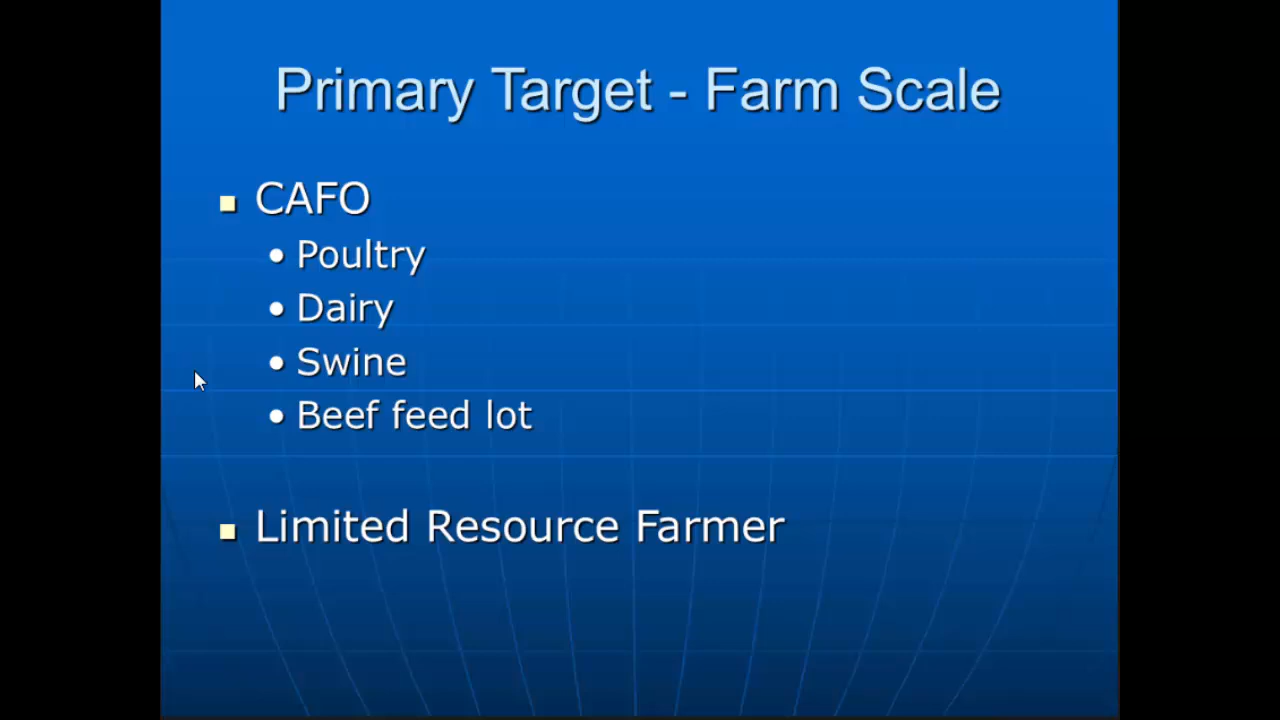 Primary Target - Farm Scale
CAFO
Poultry
Dairy
Swine
Beef feed lot
Limited Resource Farmer